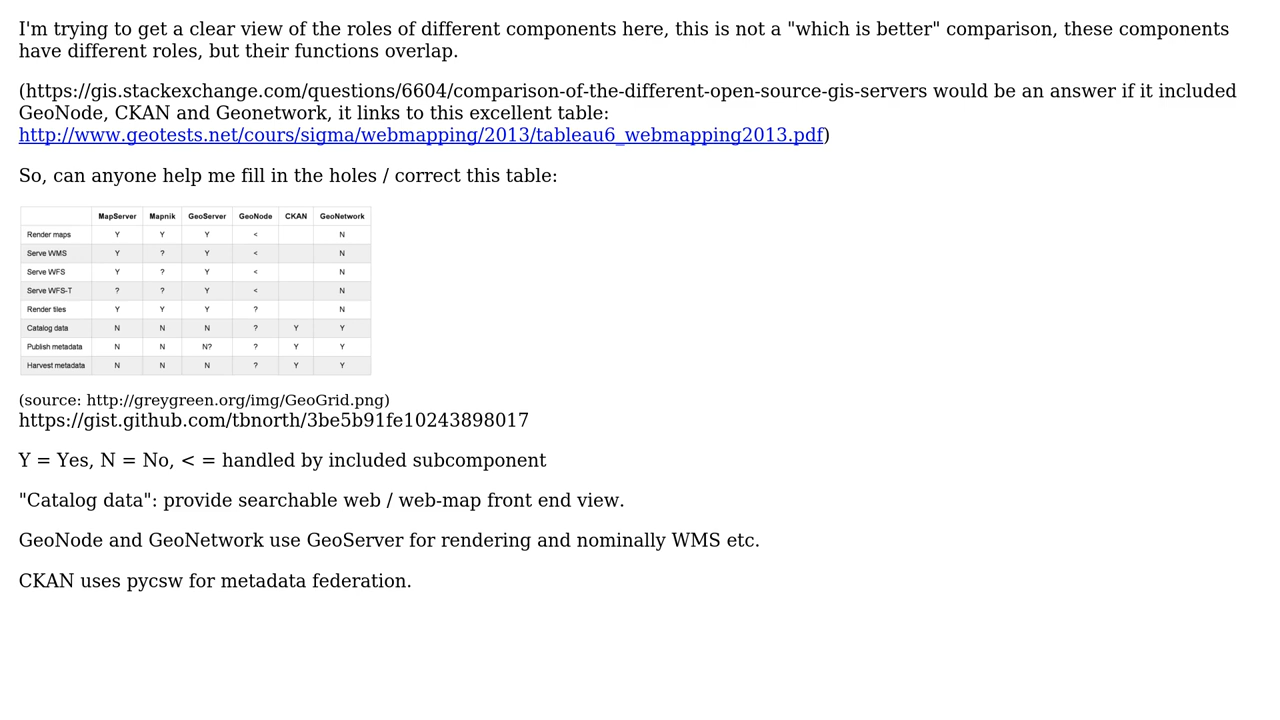 I'm trying to get a clear view of the roles of different components here, this is not a "which is better" comparison, these components
have different roles, but their functions overlap.
(https://gis.stackexchange.com/questions/6604/comparison-of-the-different-open-source-gis-servers would be an answer if it included
GeoNode, CKAN and Geonetwork, it links to this excellent table:
http://www.geotests.net/cours/sigma/webmapping/2013/tableau6_webmapping2013.pdf)
So, can anyone help me fill in the holes / correct this table:
MapServer Mapnik GeoServer GeoNode CKAN GeoNetwork
Render maps Y Y Y < N
Serve WMS Y ? Y < N
Serve WFS Y ? Y < N
Serve WFS-T ? ? Y < N
Render tiles Y Y Y ? N
Catalog data N N N ? Y Y
Publish metadata N N N? ? Y Y
Harvest metadata N N N ? Y Y
(source: http://greygreen.org/img/GeoGrid.png)
https://gist.github.com/tbnorth/3be5b91fe10243898017
Y = Yes, N = No, < = handled by included subcomponent
"Catalog data": provide searchable web / web-map front end view.
GeoNode and GeoNetwork use GeoServer for rendering and nominally WMS etc.
CKAN uses pycsw for metadata federation.